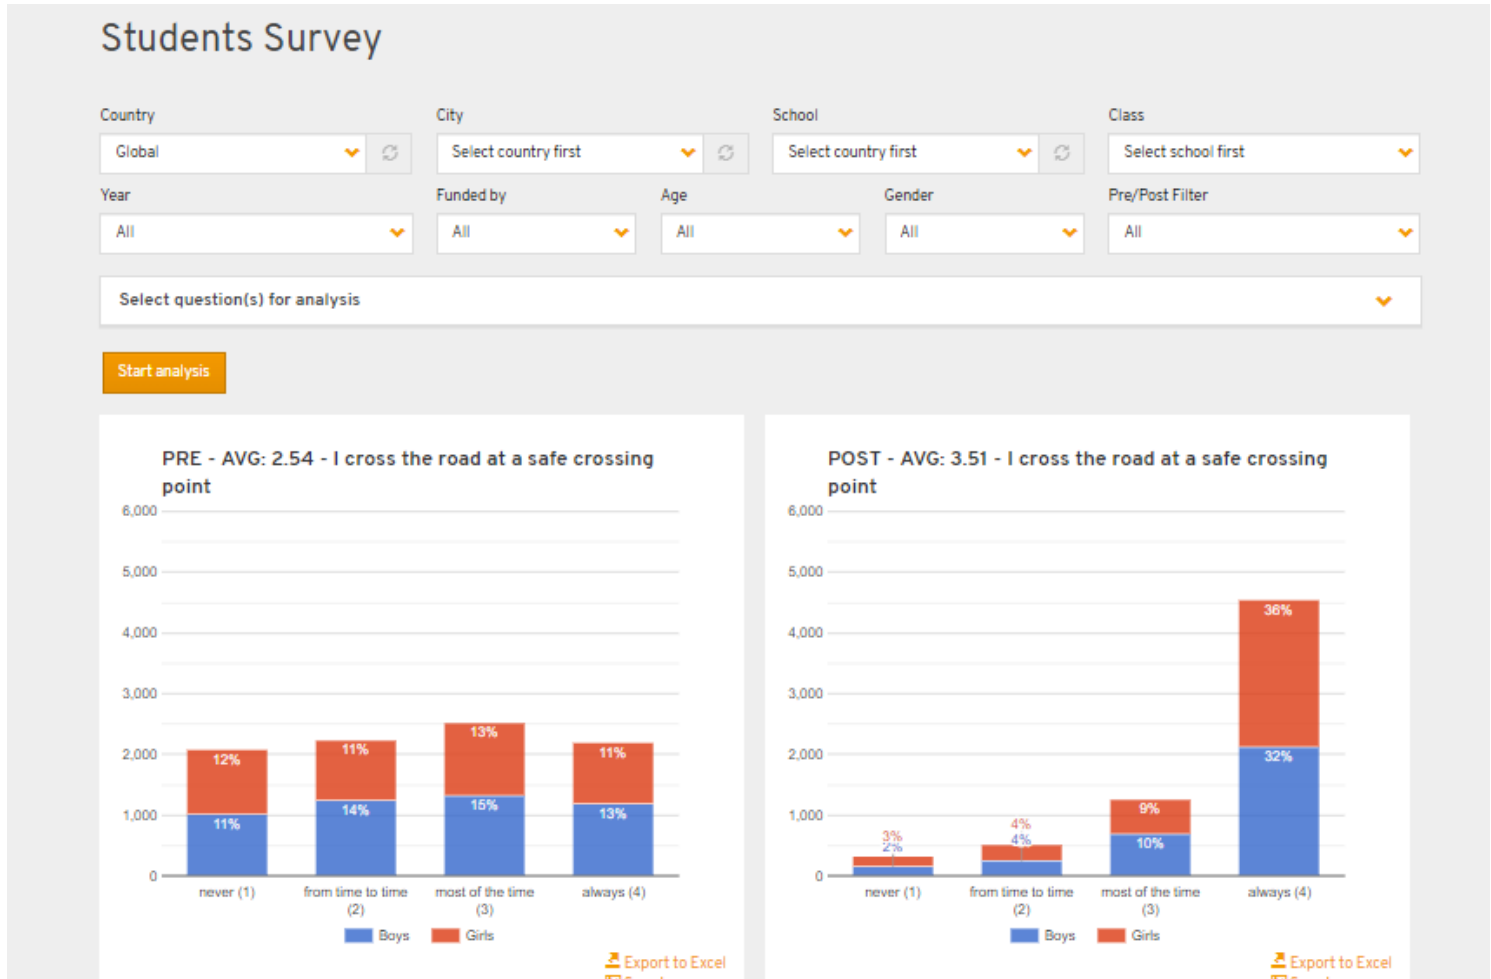 Students Survey
Country City School Class
Global Select country first Select country first Select school first
Year Funded by Age Gender Pre/Post Filter
All All All All All
Select question(s) for analysis
Start analysis
PRE - AVG: 2.54 - I cross the road at a safe crossing
point
6,000
5,000
4,000
3,000
2,000
1,000
0
12% 11% 13% 11%
11% 14% 15% 13%
never (1) from time to time most of the time always (4)
(2) (3)
Boys Girls
Export to Excel
POST - AVG: 3.51 - I cross the road at a safe crossing
point
6,000
5,000
4,000
3,000
2,000
1,000
0
3% 4% 9% 36%
2% 4% 10% 32%
never (1) from time to time most of the time always (4)
(2) (3)
Boys Girls
Export to Excel